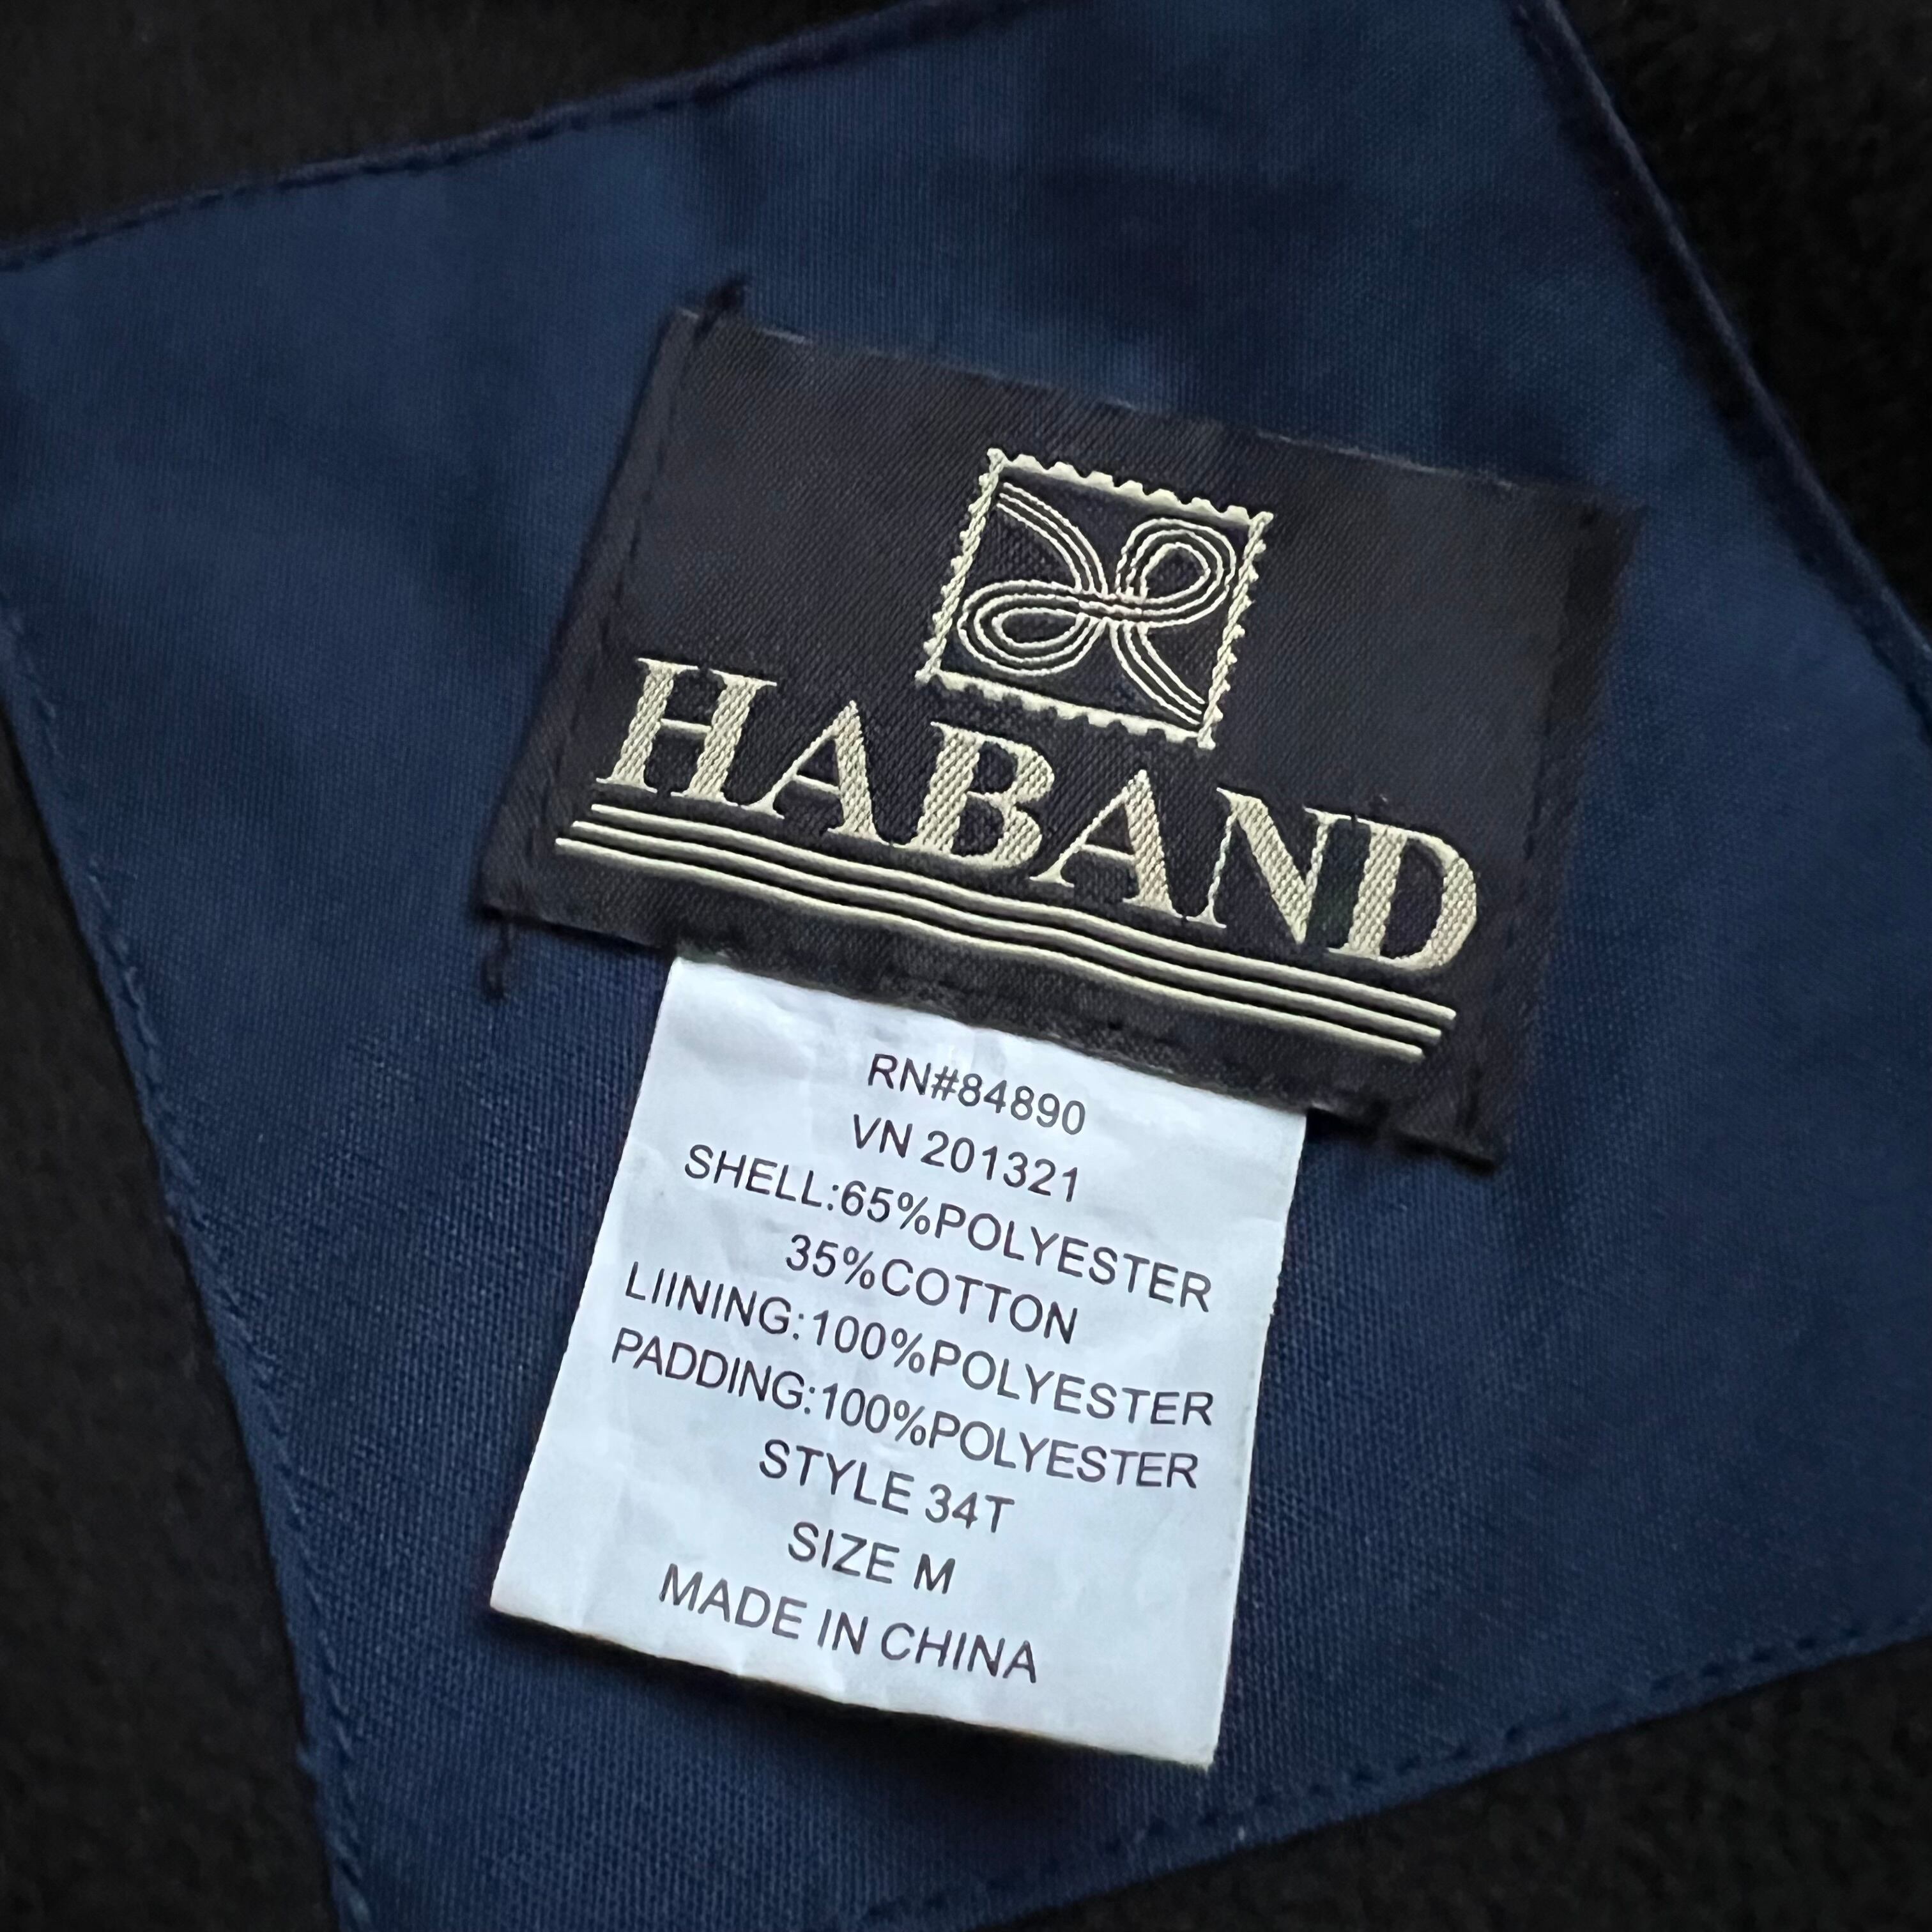 HABAND
RN#84890
VN 201321
SHELL:65%POLYESTER
35%COTTON
LIINING:100%POLYESTER
PADDING:100%POLYESTER
STYLE 34T
SIZE M
MADE IN CHINA